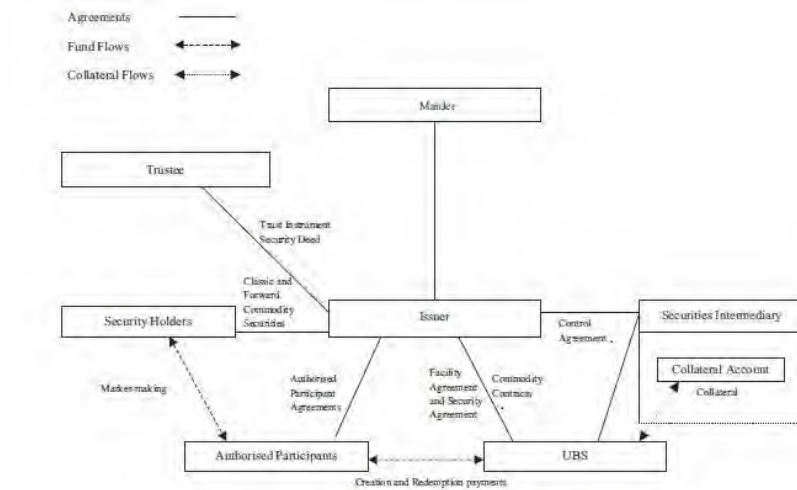 Agreements
Fund Flows
Collateral Flows
Trustee
Trust Instrument
Security Deed
Classic and
Forward
Commodity
Securities
Security Holders
Issuer
Securities Intermediary
Control
Agreement
Collateral Account
Collateral
Market-making
Authorised
Participant
Agreements
Facility
Agreement
and Security
Agreement
Commodity
Contracts
Authorised Participants
UBS
Creation and Redemption payments